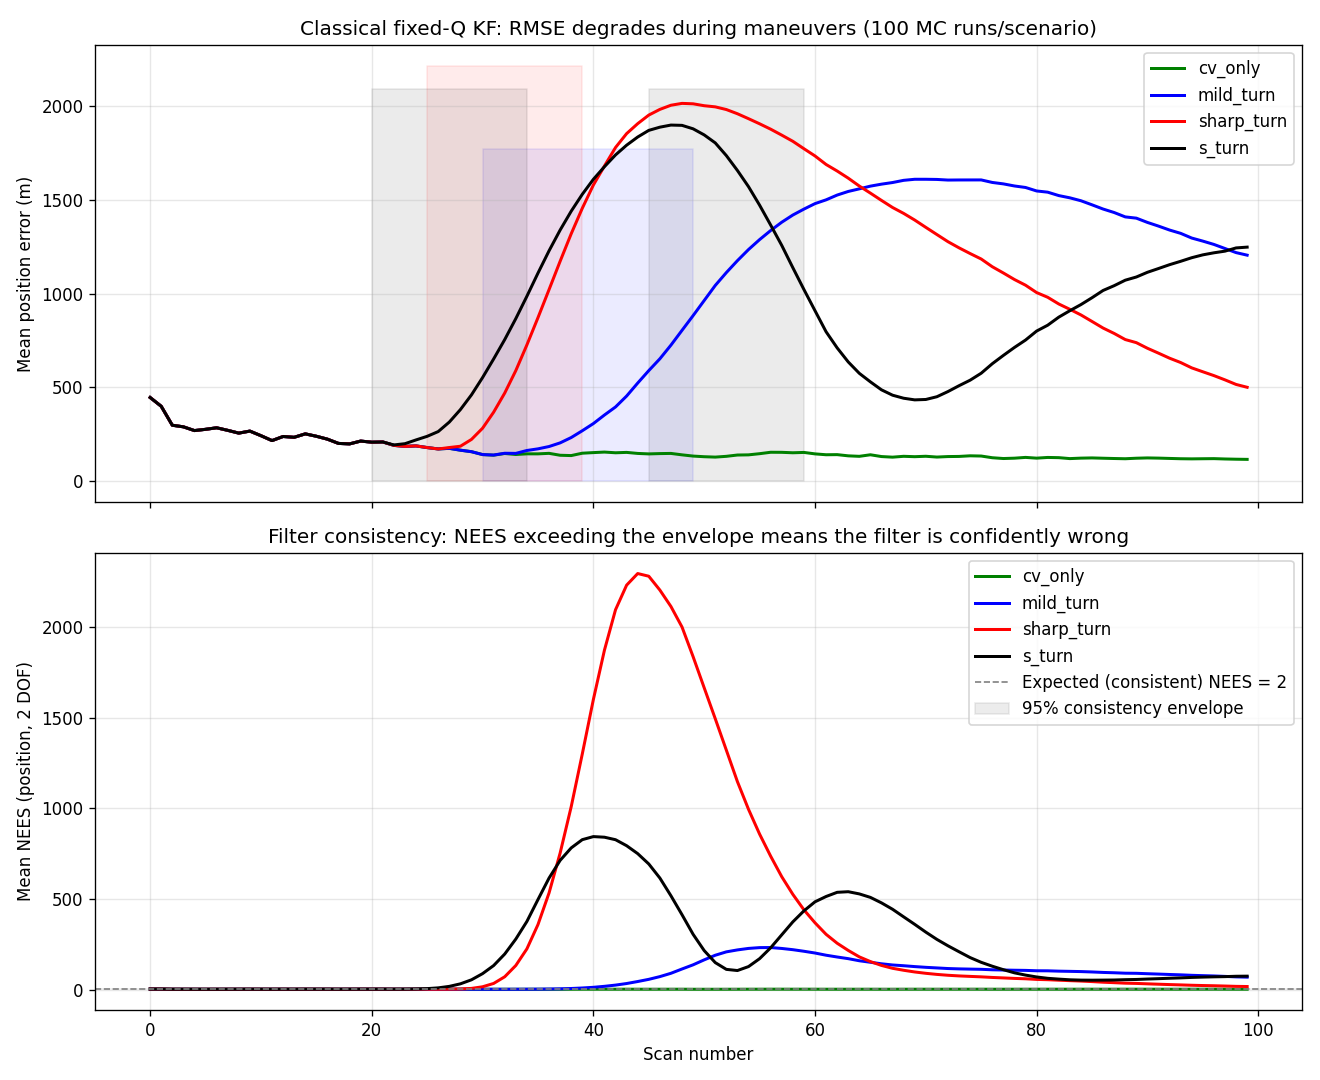 Classical fixed-Q KF: RMSE degrades during maneuvers (100 MC runs/scenario)
Mean position error (m)
2000
1500
1000
500
0
cv_only
mild_turn
sharp_turn
s_turn
Filter consistency: NEES exceeding the envelope means the filter is confidently wrong
Mean NEES (position, 2 DOF)
2000
1500
1000
500
0
cv_only
mild_turn
sharp_turn
s_turn
Expected (consistent) NEES = 2
95% consistency envelope
0 20 40 60 80 100
Scan number